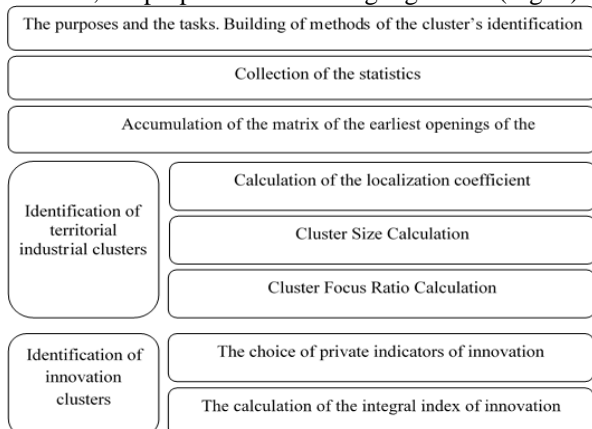 The purposes and the tasks. Building of methods of the cluster's identification
Collection of the statistics
Accumulation of the matrix of the earliest openings of the
Identification of
territorial
industrial clusters
Calculation of the localization coefficient
Cluster Size Calculation
Cluster Focus Ratio Calculation
Identification of
innovation
clusters
The choice of private indicators of innovation
The calculation of the integral index of innovation